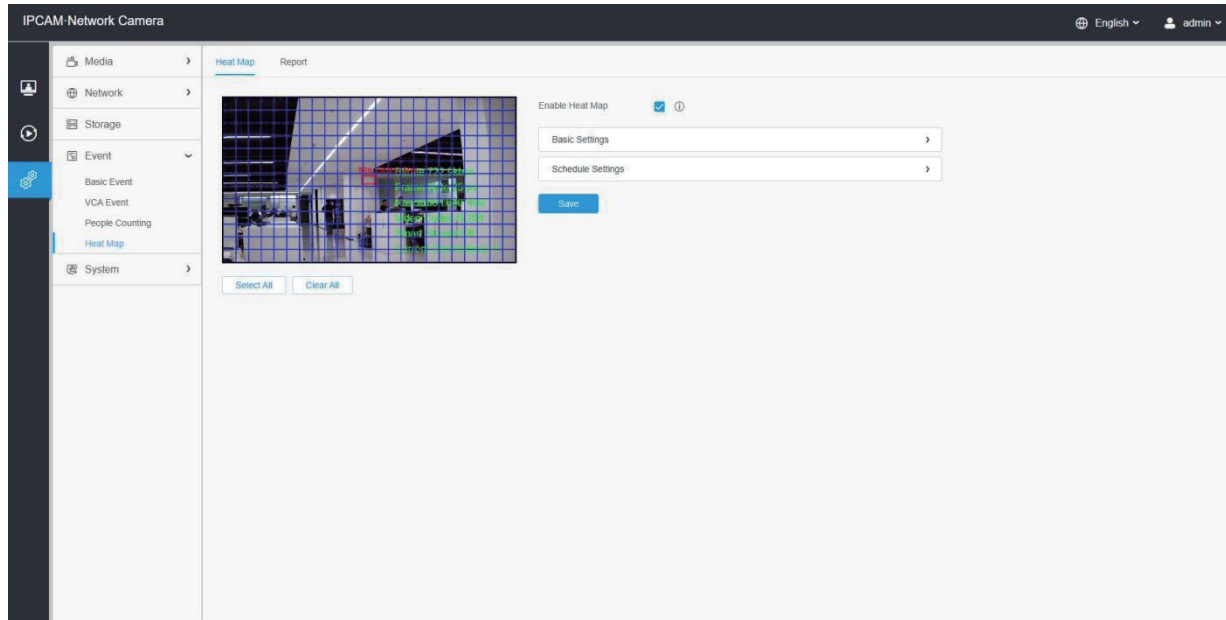 IPCAM·Network Camera
English
admin
Media
Network
Storage
Event
Basic Event
VCA Event
People Counting
Heat Map
System
Heat Map
Report
Enable Heat Map
Basic Settings
Schedule Settings
Save
Select All
Clear All